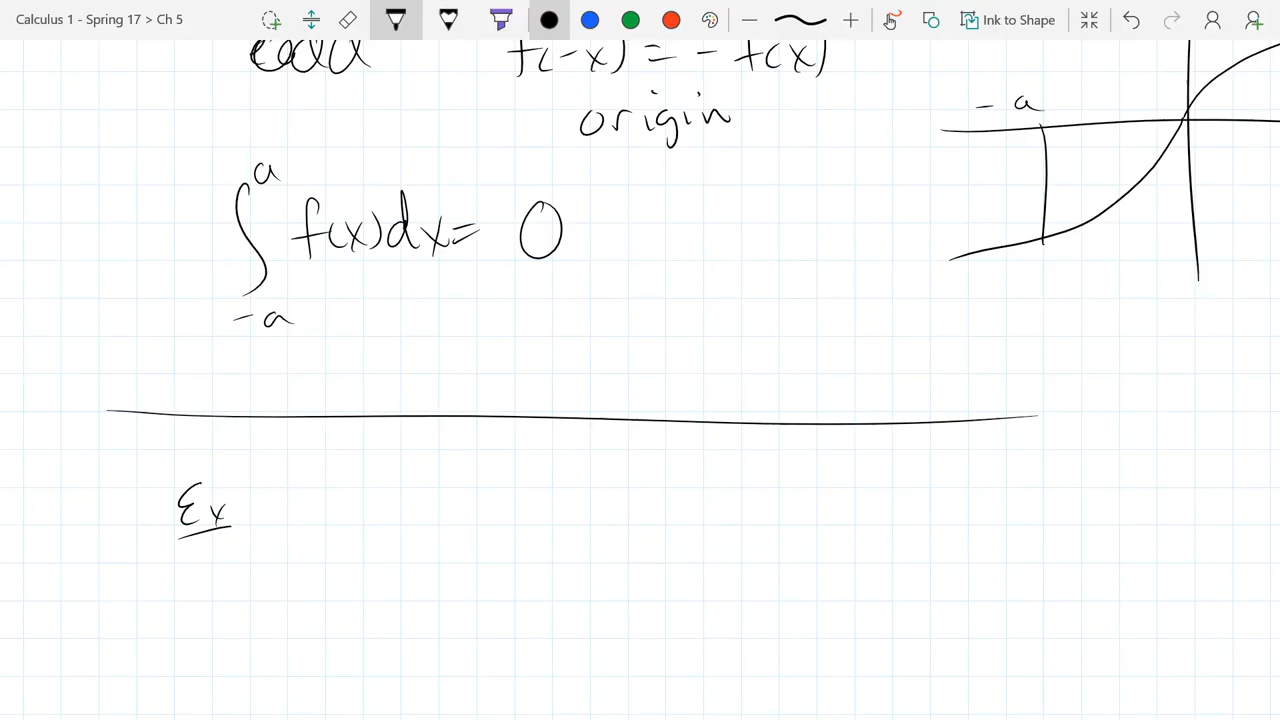 Calculus 1 - Spring 17 > Ch 5
Ink to Shape
odd f(-x) = - f(x)
origin
- a
∫_{-a}^{a} f(x)dx = 0
Ex